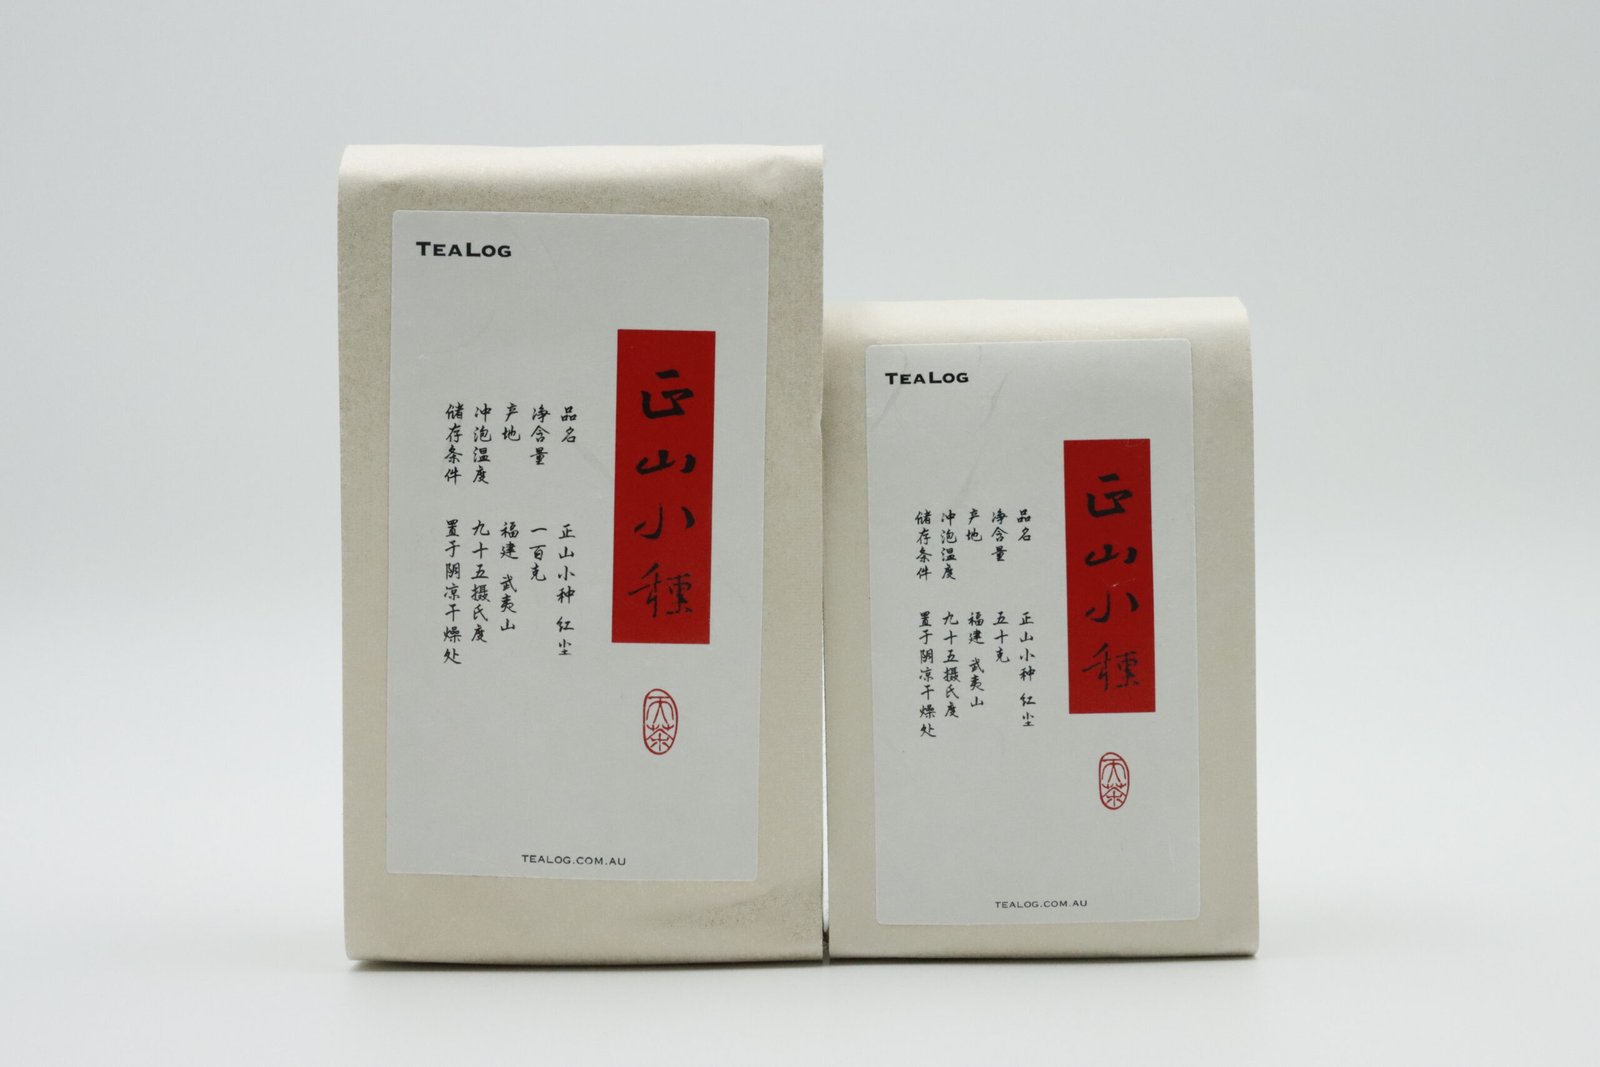 TEALOG
正山小種
品名 正山小种 红尘
净含量 一百克
产地 福建 武夷山
冲泡温度 九十五摄氏度
储存条件 置于阴凉干燥处
天茶
TEALOG.COM.AU
TEALOG
正山小種
品名 正山小种 红尘
净含量 五十克
产地 福建 武夷山
冲泡温度 九十五摄氏度
储存条件 置于阴凉干燥处
天茶
TEALOG.COM.AU